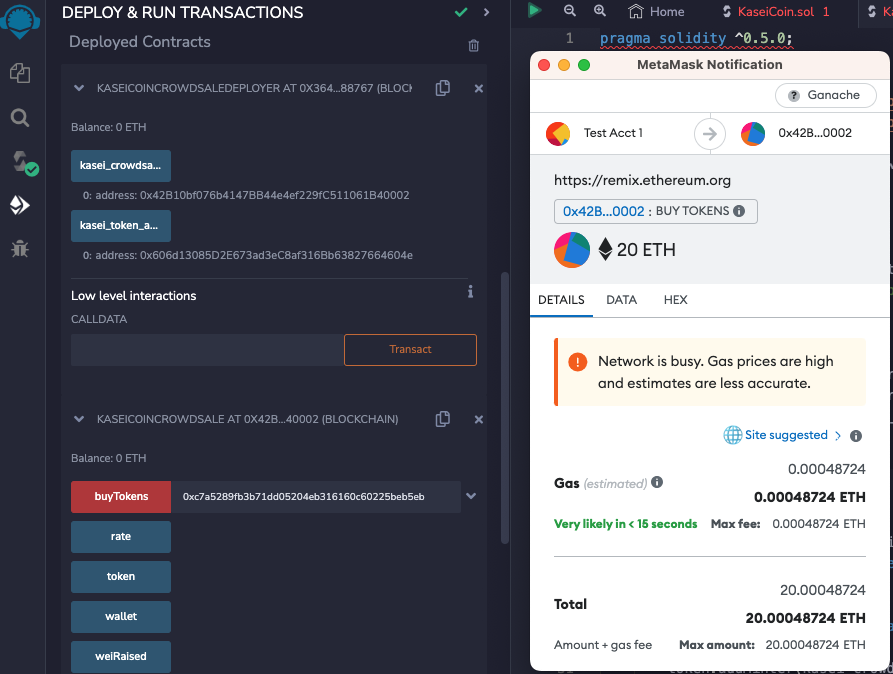 DEPLOY & RUN TRANSACTIONS
Deployed Contracts
KASEICOINCROWDSALEDEPLOYER AT 0X364...88767 (BLOCK
Balance: 0 ETH
kasei_crowdsa...
0: address: 0x42B10bf076b4147BB44e4ef229fC511061B40002
kasei_token_a...
0: address: 0x606d13085D2E673ad3eC8af316Bb63827664604e
Low level interactions
CALLDATA
Transact
KASEICOINCROWDSALE AT 0X42B...40002 (BLOCKCHAIN)
Balance: 0 ETH
buyTokens
0xc7a5289fb3b71dd05204eb316160c60225beb5eb
rate
token
wallet
weiRaised
Home
KaseiCoin.sol 1
1 pragma solidity ^0.5.0;
MetaMask Notification
Ganache
Test Acct 1
0x42B...0002
https://remix.ethereum.org
0x42B...0002 : BUY TOKENS
20 ETH
DETAILS DATA HEX
Network is busy. Gas prices are high
and estimates are less accurate.
Site suggested >
0.00048724
Gas (estimated)
0.00048724 ETH
Very likely in < 15 seconds Max fee: 0.00048724 ETH
20.00048724
Total
20.00048724 ETH
Amount + gas fee Max amount: 20.00048724 ETH